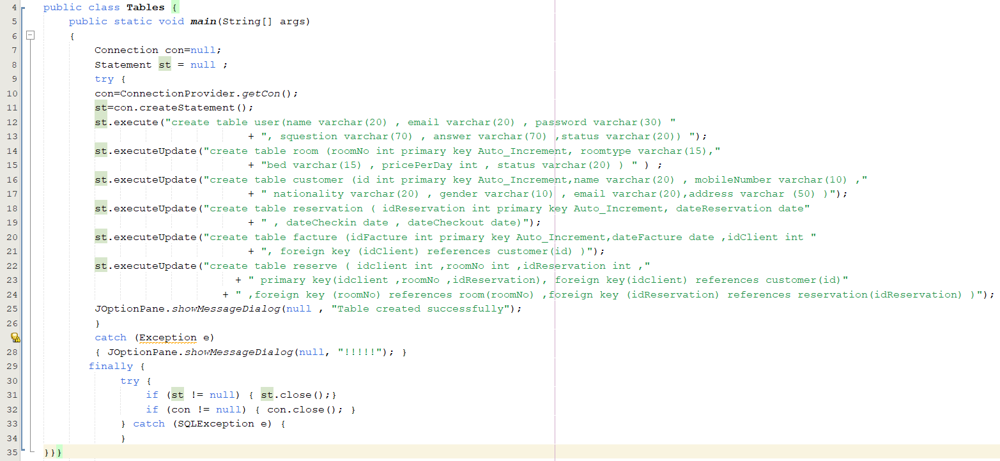 4 public class Tables {
5 public static void main(String[] args)
6 {
7 Connection con=null;
8 Statement st = null ;
9 try {
10 con=ConnectionProvider.getCon();
11 st=con.createStatement();
12 st.execute("create table user(name varchar(20) , email varchar(20) , password varchar(30) "
13 + ", squestion varchar(70) , answer varchar(70) ,status varchar(20)) ");
14 st.executeUpdate("create table room (roomNo int primary key Auto_Increment, roomtype varchar(15),"
15 + "bed varchar(15) , pricePerDay int , status varchar(20) ) " ) ;
16 st.executeUpdate("create table customer (id int primary key Auto_Increment,name varchar(20) , mobileNumber varchar(10) ,"
17 + " nationality varchar(20) , gender varchar(10) , email varchar(20),address varchar (50) )");
18 st.executeUpdate("create table reservation ( idReservation int primary key Auto_Increment, dateReservation date"
19 + " , dateCheckin date , dateCheckout date)");
20 st.executeUpdate("create table facture (idFacture int primary key Auto_Increment,dateFacture date ,idClient int "
21 + ", foreign key (idClient) references customer(id) )");
22 st.executeUpdate("create table reserve ( idclient int ,roomNo int ,idReservation int ,"
23 + " primary key(idclient ,roomNo ,idReservation), foreign key(idclient) references customer(id)"
24 + " ,foreign key (roomNo) references room(roomNo) ,foreign key (idReservation) references reservation(idReservation) )");
25 JOptionPane.showMessageDialog(null , "Table created successfully");
26 }
catch (Exception e)
28 { JOptionPane.showMessageDialog(null, "!!!!!"); }
29 finally {
30 try {
31 if (st != null) { st.close();}
32 if (con != null) { con.close(); }
33 } catch (SQLException e) {
34 }
35 }}}